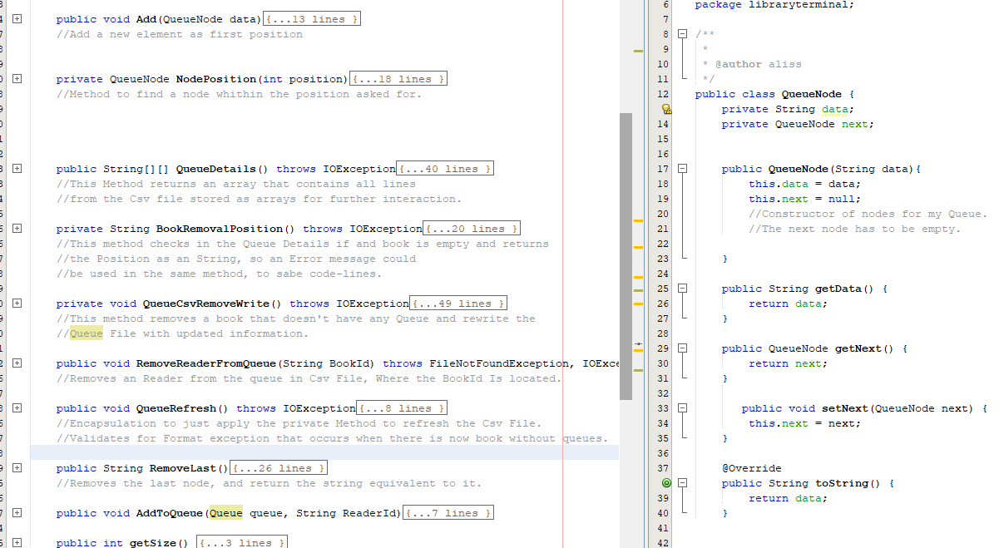 public void Add(QueueNode data){...13 lines }
//Add a new element as first position
private QueueNode NodePosition(int position){...18 lines }
//Method to find a node whithin the position asked for.
public String[][] QueueDetails() throws IOException{...40 lines }
//This Method returns an array that contains all lines
//from the Csv file stored as arrays for further interaction.
private String BookRemovalPosition() throws IOException{...20 lines }
//This method checks in the Queue Details if and book is empty and returns
//the Position as an String, so an Error message could
//be used in the same method, to sabe code-lines.
private void QueueCsvRemoveWrite() throws IOException{...49 lines }
//This method removes a book that doesn't have any Queue and rewrite the
//Queue File with updated information.
public void RemoveReaderFromQueue(String BookId) throws FileNotFoundException, IOExce
//Removes an Reader from the queue in Csv File, Where the BookId Is located.
public void QueueRefresh() throws IOException{...8 lines }
//Encapsulation to just apply the private Method to refresh the Csv File.
//Validates for Format exception that occurs when there is now book without queues.
public String RemoveLast(){...26 lines }
//Removes the last node, and return the string equivalent to it.
public void AddToQueue(Queue queue, String ReaderId){...7 lines }
public int getSize() {...3 lines }
6 package libraryterminal;
7
8 /**
9 *
10 * @author aliss
11 */
12 public class QueueNode {
private String data;
14 private QueueNode next;
15
16
17 public QueueNode(String data){
18 this.data = data;
19 this.next = null;
20 //Constructor of nodes for my Queue.
21 //The next node has to be empty.
22
23 }
24
25 public String getData() {
26 return data;
27 }
28
29 public QueueNode getNext() {
30 return next;
31 }
32
33 public void setNext(QueueNode next) {
34 this.next = next;
35 }
36
37 @Override
public String toString() {
39 return data;
40 }
41
42